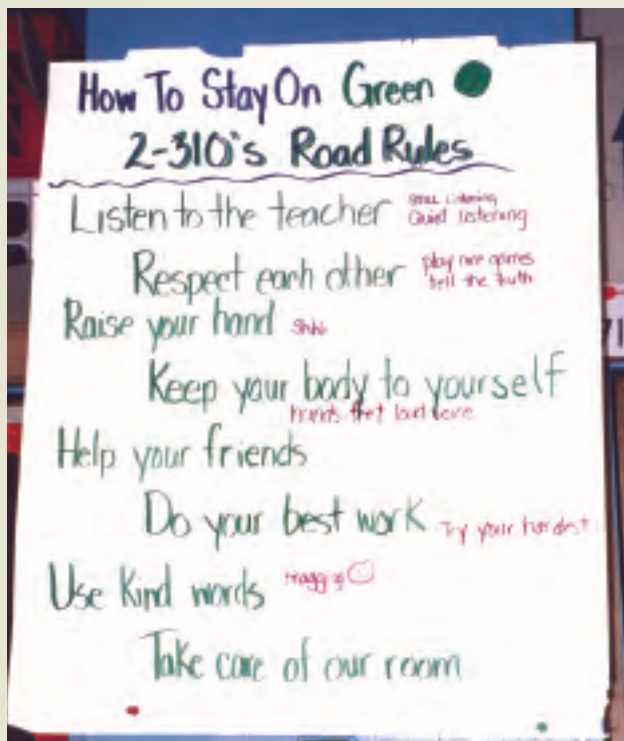 How To Stay On Green
2-310's Road Rules
Listen to the teacher Quiet listening
Respect each other play
tell the truth
Raise your hand Shhh
Keep your body to yourself
Help your friends
Do your best work Try your hardest
Use Kind words
Take care of our room